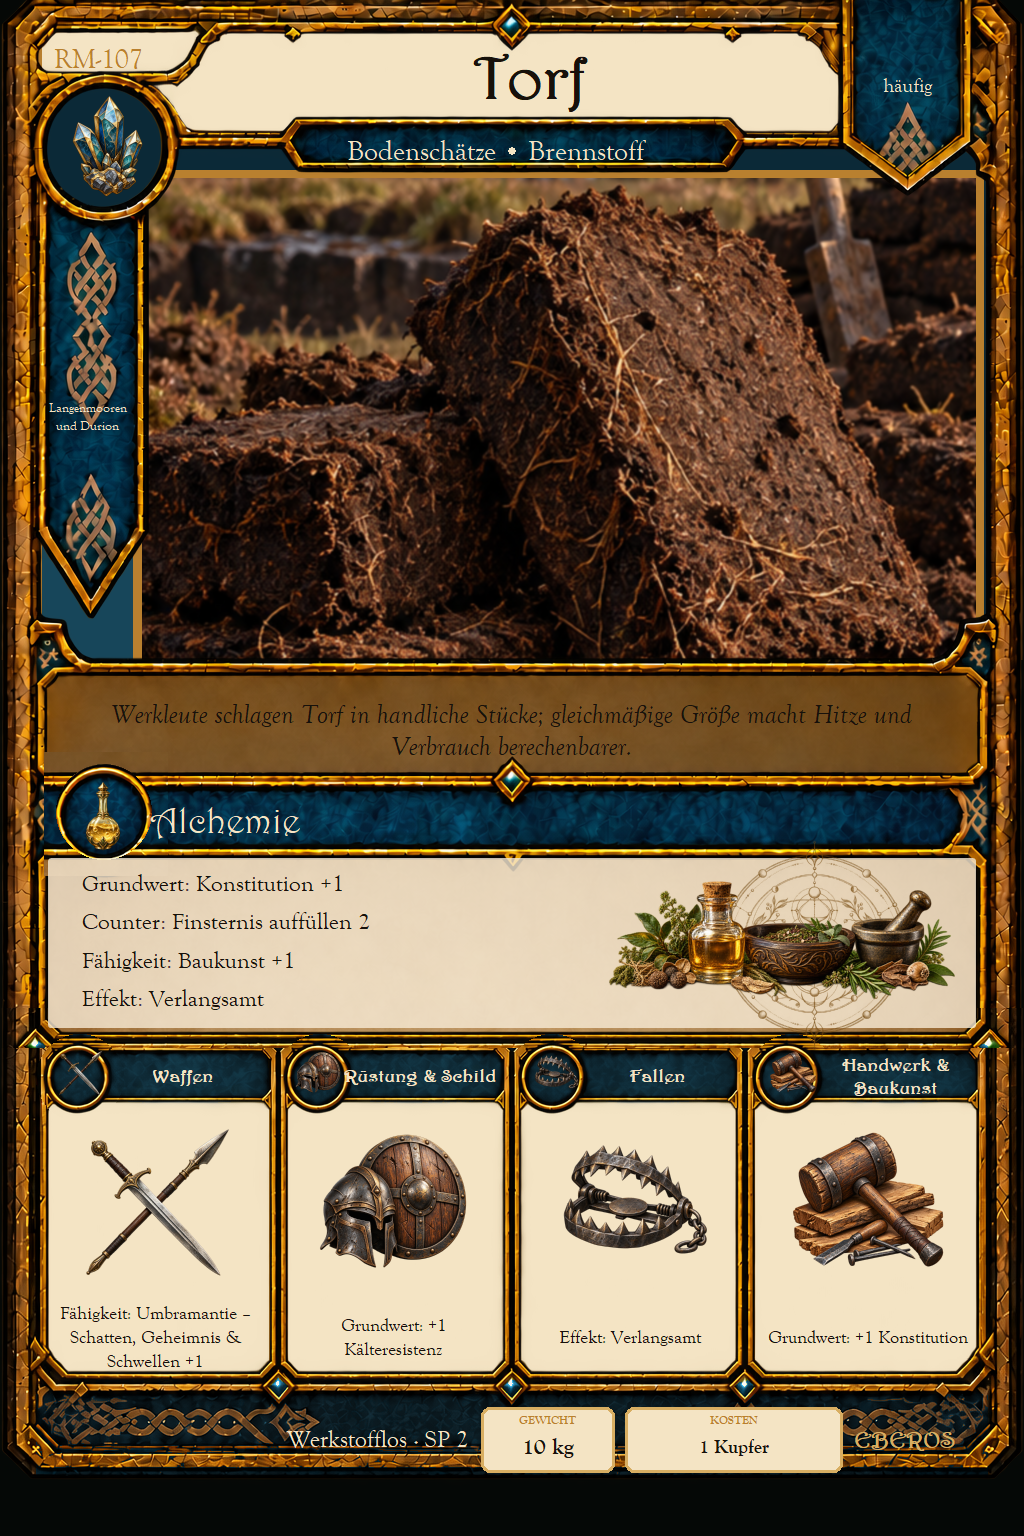 RM-107
Torf
häufig
Bodenschätze • Brennstoff
Langenmooren
und Durion
Werkleute schlagen Torf in handliche Stücke; gleichmäßige Größe macht Hitze und
Verbrauch berechenbarer.
Alchemie
Grundwert: Konstitution +1
Counter: Finsternis auffüllen 2
Fähigkeit: Baukunst +1
Effekt: Verlangsamt
Waffen
Rüstung & Schild
Fallen
Handwerk &
Baukunst
Fähigkeit: Umbramantie –
Schatten, Geheimnis &
Schwellen +1
Grundwert: +1
Kälteresistenz
Effekt: Verlangsamt
Grundwert: +1 Konstitution
Werkstofflos · SP 2
GEWICHT
10 kg
KOSTEN
1 Kupfer
EBEROS